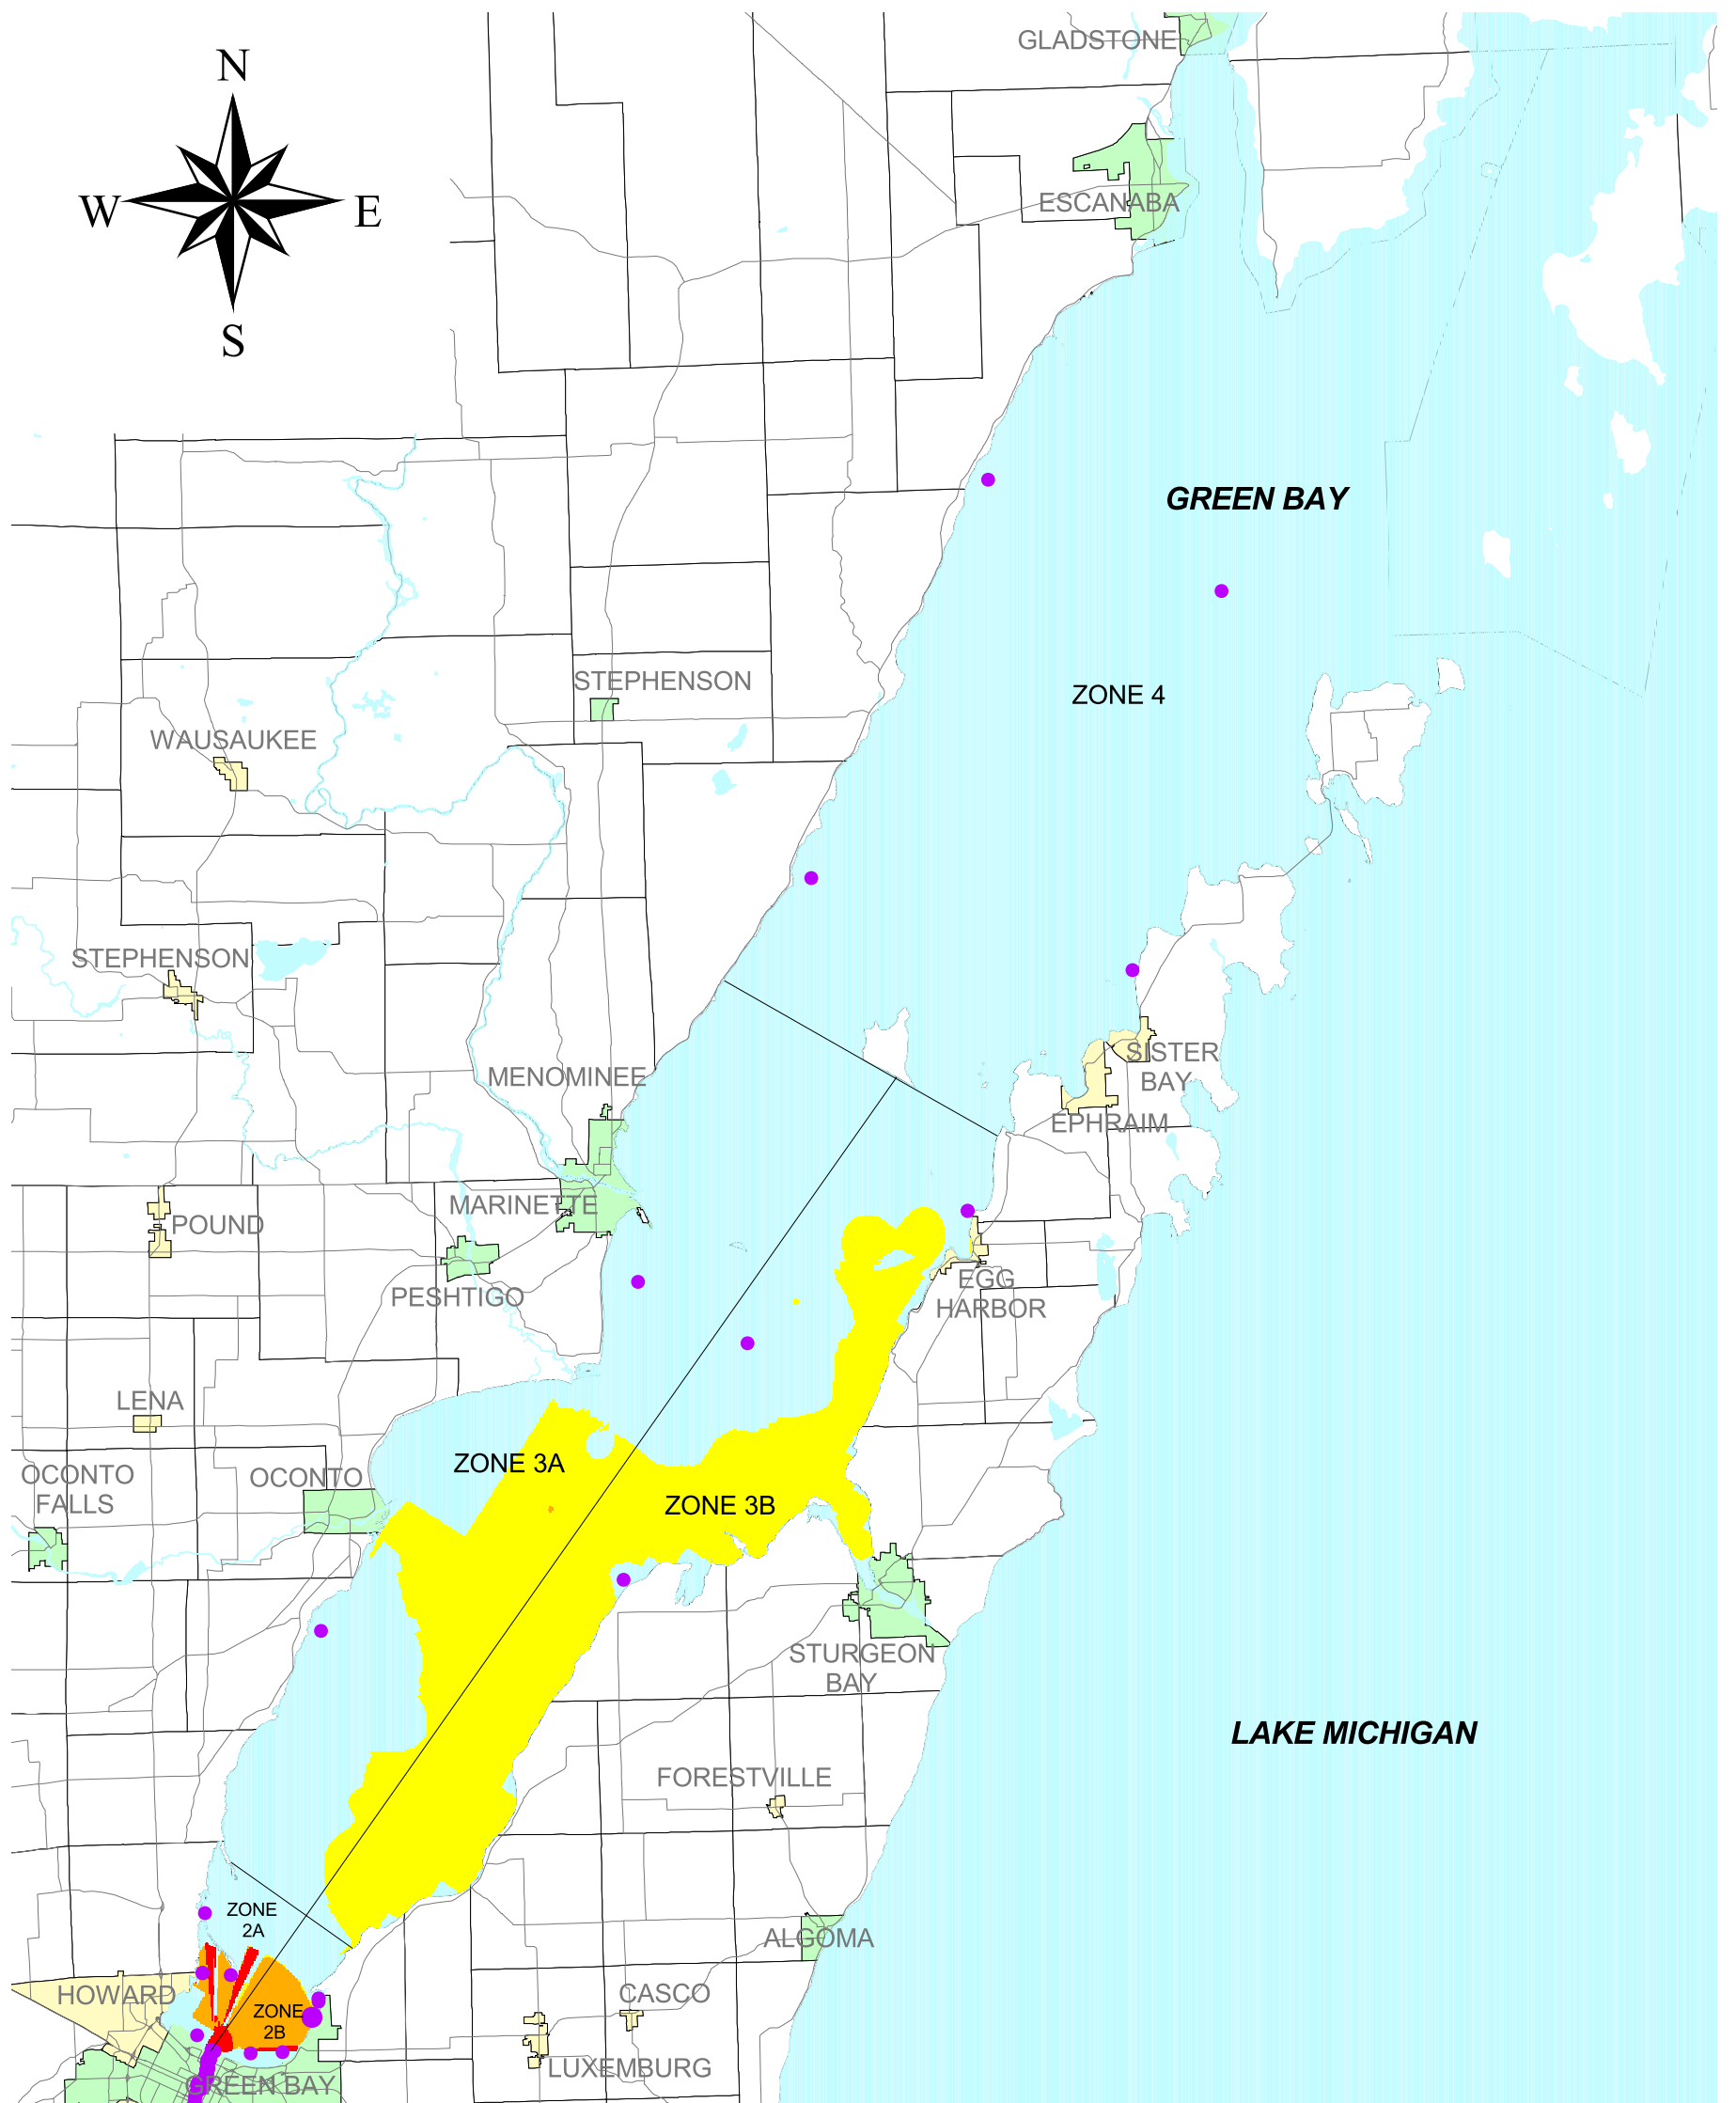 GLADSTONE
N
W
E
S
ESCANABA
GREEN BAY
STEPHENSON
ZONE 4
WAUSAUKEE
STEPHENSON
SISTER
BAY
MENOMINEE
EPHRAIM
MARINETTE
POUND
PESHTIGO
EGG
HARBOR
LENA
ZONE 3A
OCONTO
FALLS
OCONTO
ZONE 3B
STURGEON
BAY
LAKE MICHIGAN
FORESTVILLE
ZONE
2A
ALGOMA
HOWARD
CASCO
ZONE
2B
LUXEMBURG
GREEN BAY